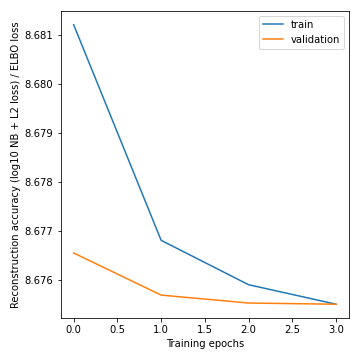 train
validation
8.681
8.680
8.679
8.678
8.677
8.676
Reconstruction accuracy (log10 NB + L2 loss) / ELBO loss
0.0 0.5 1.0 1.5 2.0 2.5 3.0
Training epochs